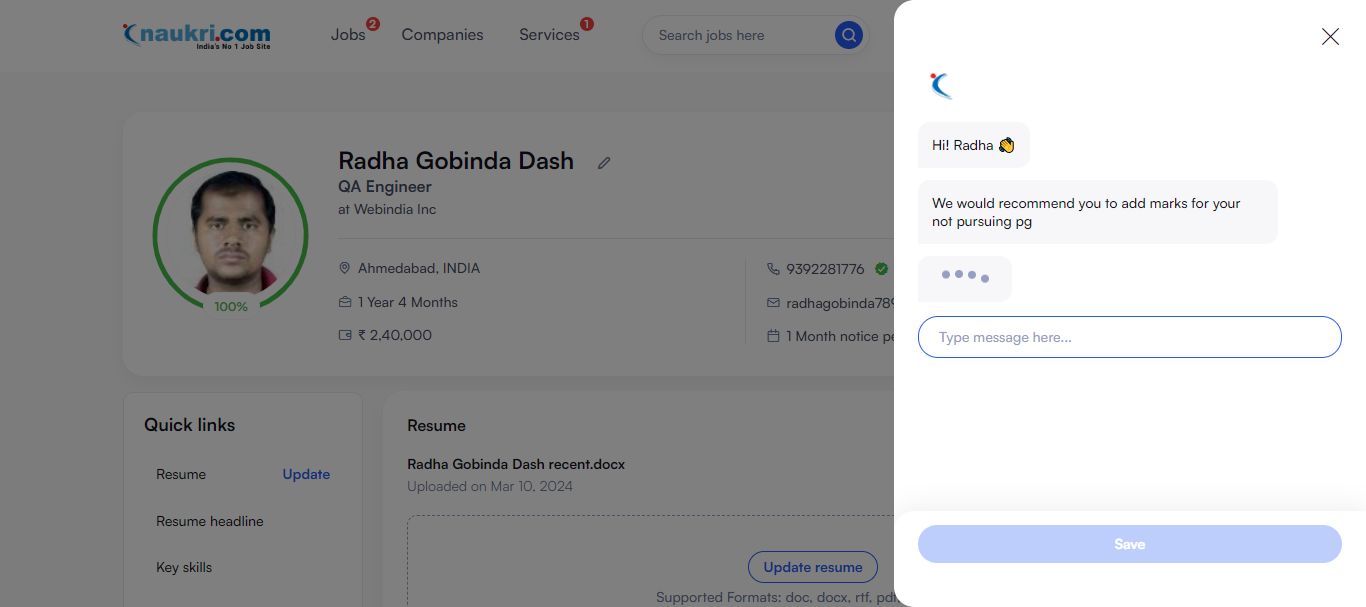 naukri.com
India's No 1 Job Site
Jobs 2
Companies
Services 1
Search jobs here
Radha Gobinda Dash
QA Engineer
at Webindia Inc
Ahmedabad, INDIA
1 Year 4 Months
₹ 2,40,000
9392281776
radhagobinda789
1 Month notice pe
100%
Quick links
Resume Update
Resume headline
Key skills
Resume
Radha Gobinda Dash recent.docx
Uploaded on Mar 10, 2024
Update resume
Supported Formats: doc, docx, rtf, pdf
Hi! Radha 👏
We would recommend you to add marks for your
not pursuing pg
Type message here...
Save